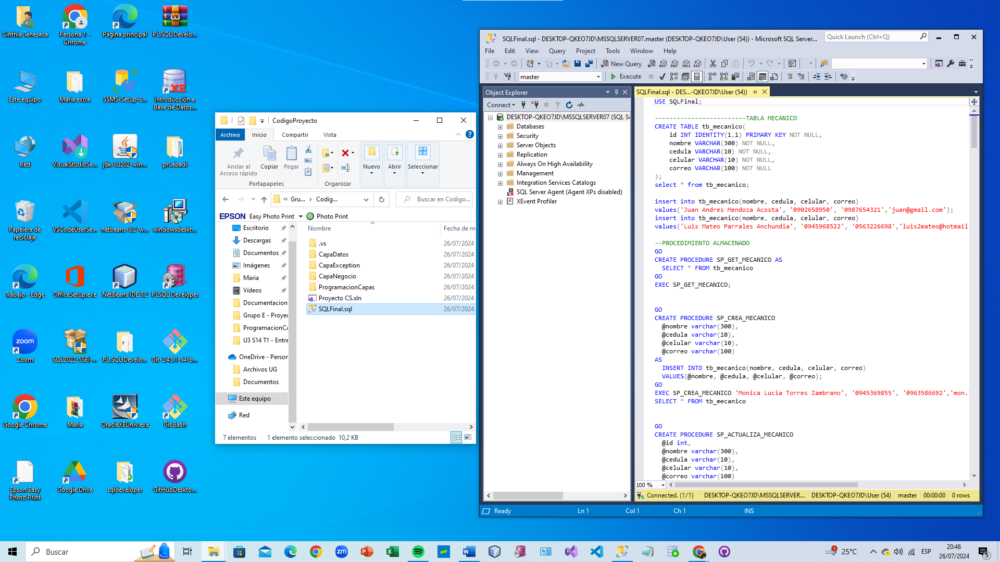 Cinthia Tenesaca
Persona 1 - Chrome
Página principal
PL.SQL.Develo...
Este equipo
Maria extra
SSMS-Setup-E...
Introducción a Base de Datos...
Red
VisualStudioSe...
jdk-8u202-win...
pruebadi
Papelera de reciclaje
VSCodeUserSe...
netbeans-8.2-w...
windowsdeskt...
Trabajo - Edge
OfficeSetup.exe
NetBeans IDE 8.2
PLSQL Developer
zoom
Zoom
SQL2022-SSEI-...
PL.SQL.Develo...
Git-2.45.1-64-b...
Google Chrome
Maria
OracleXEUniv.exe
Git Bash
Epson Easy Photo Print
Google Drive
sqldeveloper
GitHubDeskto...
CodigoProyecto
Archivo
Inicio
Compartir
Vista
Anclar al Acceso rápido
Copiar
Pegar
Nuevo
Abrir
Seleccionar
Portapapeles
Organizar
« Gru... › Codig...
Buscar en Codigo...
EPSON Easy Photo Print
Photo Print
Escritorio
Descargas
Documentos
Imágenes
Maria
Vídeos
Documentacion
Grupo E - Proyec
ProgramacionCa
U3 S14 T1 - Entre
OneDrive - Person
Archivos UG
Documentos
Este equipo
Red
Nombre
Fecha de m
.vs 26/07/2024
CapaDatos 26/07/2024
CapaException 26/07/2024
CapaNegocio 26/07/2024
ProgramacionCapas 26/07/2024
Proyecto CS.sln 26/07/2024
SQLFinal.sql 26/07/2024
7 elementos 1 elemento seleccionado 10,2 KB
SQLFinal.sql - DESKTOP-QKEO7JD\MSSQLSERVER07.master (DESKTOP-QKEO7JD\User (54)) - Microsoft SQL Server...
Quick Launch (Ctrl+Q)
File Edit View Query Project Tools Window Help
New Query
master
Execute
Object Explorer
Connect
DESKTOP-QKEO7JD\MSSQLSERVER07 (SQL S
Databases
Security
Server Objects
Replication
Always On High Availability
Management
Integration Services Catalogs
SQL Server Agent (Agent XPs disabled)
XEvent Profiler
SQLFinal.sql - DES...-QKEO7JD\User (54))
USE SQLFinal;
-------------------------TABLA MECANICO
CREATE TABLE tb_mecanico(
id INT IDENTITY(1,1) PRIMARY KEY NOT NULL,
nombre VARCHAR(300) NOT NULL,
cedula VARCHAR(10) NOT NULL,
celular VARCHAR(10) NOT NULL,
correo VARCHAR(100) NOT NULL
);
select * from tb_mecanico;
insert into tb_mecanico(nombre, cedula, celular, correo)
values('Juan Andres Mendoza Acosta', '0902658950', '0987654321','juan@gmail.com');
insert into tb_mecanico(nombre, cedula, celular, correo)
values('Luis Mateo Parrales Anchundia', '0945968522', '0563226698','luis2mateo@hotmail
--PROCEDIMIENTO ALMACENADO
GO
CREATE PROCEDURE SP_GET_MECANICO AS
SELECT * FROM tb_mecanico
GO
EXEC SP_GET_MECANICO;
GO
CREATE PROCEDURE SP_CREA_MECANICO
@nombre varchar(300),
@cedula varchar(10),
@celular varchar(10),
@correo varchar(100)
AS
INSERT INTO tb_mecanico(nombre, cedula, celular, correo)
VALUES(@nombre, @cedula, @celular, @correo);
GO
EXEC SP_CREA_MECANICO 'Monica Lucia Torres Zambrano', '0945369855', '0963586692','mon.
SELECT * FROM tb_mecanico
GO
CREATE PROCEDURE SP_ACTUALIZA_MECANICO
@id int,
@nombre varchar(300),
@cedula varchar(10),
@celular varchar(10),
@correo varchar(100)
100 %
Connected. (1/1)
DESKTOP-QKEO7JD\MSSQLSERVER...
DESKTOP-QKEO7JD\User (54)
master
00:00:00
0 rows
Ready
Ln 1
Col 1
Ch 1
INS
Buscar
25°C
ESP
20:46
26/07/2024
5